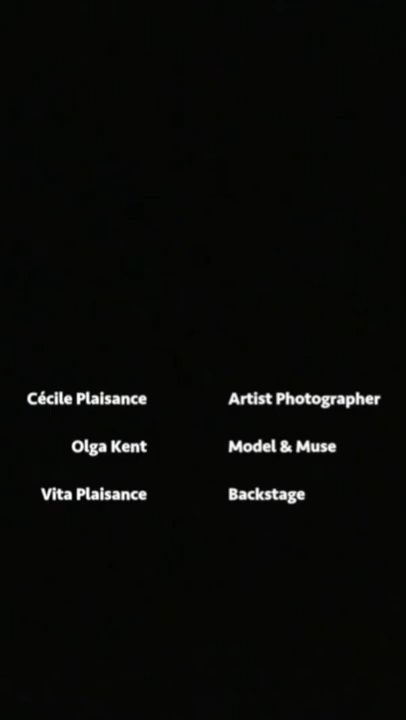 Cécile Plaisance Artist Photographer
Olga Kent Model & Muse
Vita Plaisance Backstage